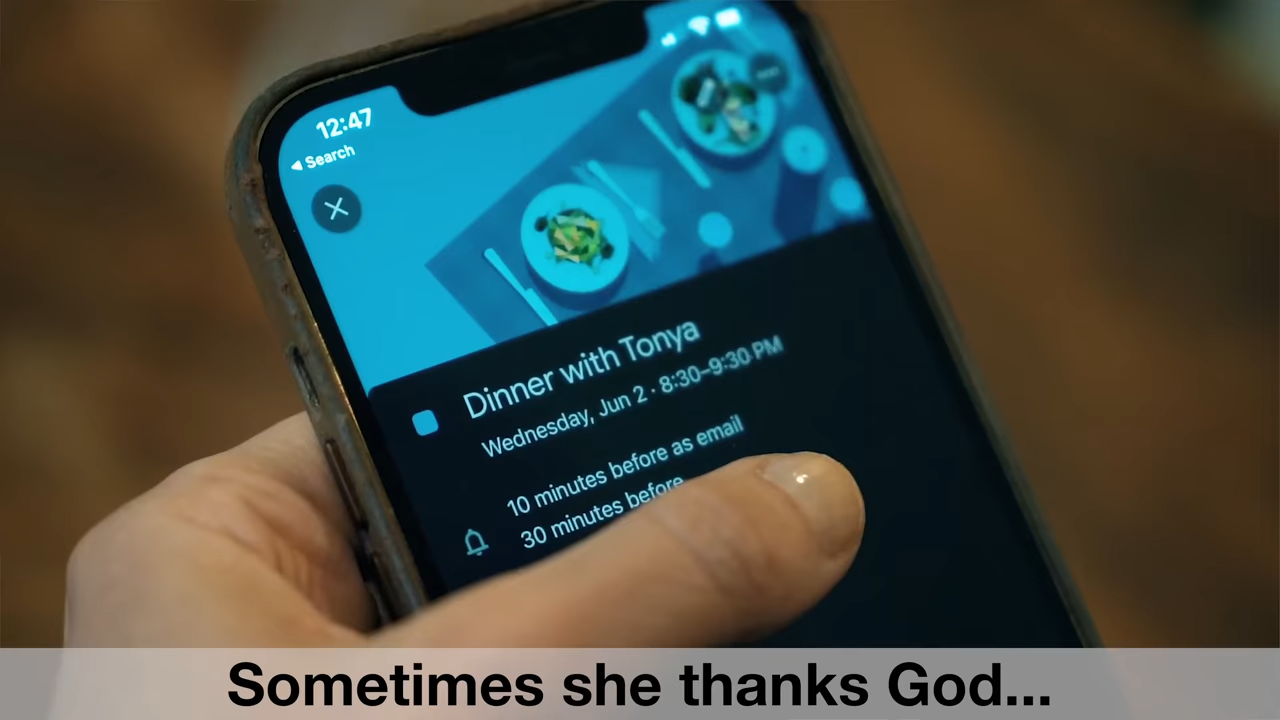 12:47
◀ Search
Dinner with Tonya
Wednesday, Jun 2 · 8:30–9:30 PM
10 minutes before as email
30 minutes before
Sometimes she thanks God...